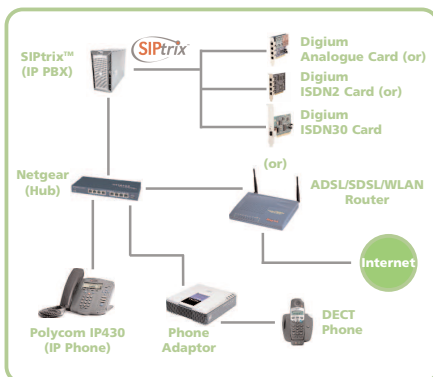 SIPtrix™
(IP PBX)
SIPtrix
Digium
Analogue Card (or)
Digium
ISDN2 Card (or)
Digium
ISDN30 Card
(or)
Netgear
(Hub)
ADSL/SDSL/WLAN
Router
Internet
Polycom IP430
(IP Phone)
Phone
Adaptor
DECT
Phone